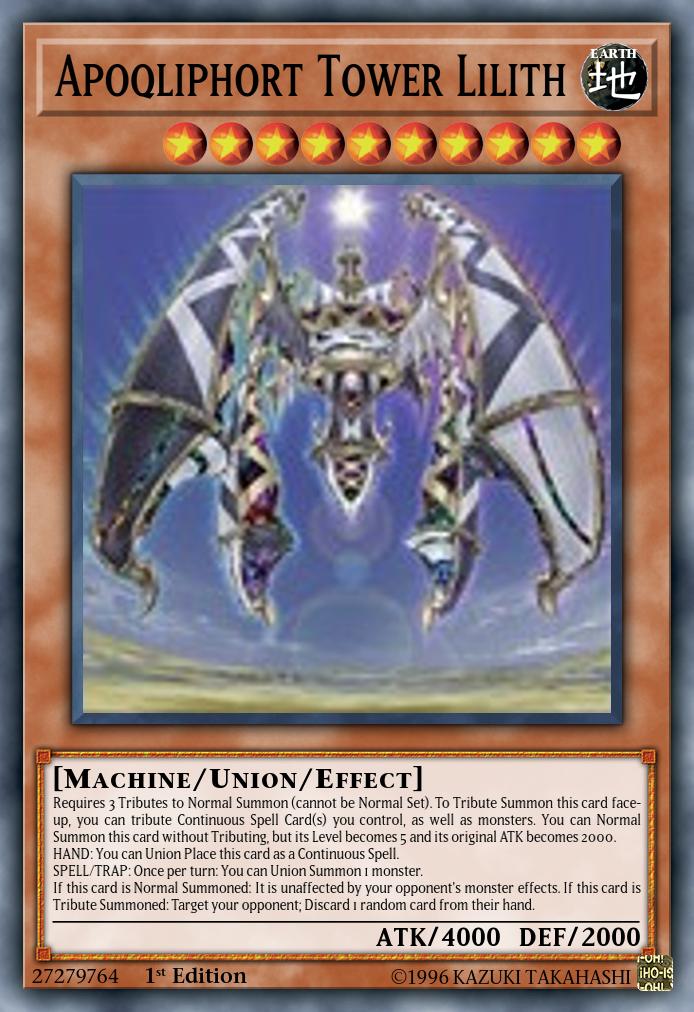 Apoqliphort Tower Lilith
EARTH
地
[Machine/Union/Effect]
Requires 3 Tributes to Normal Summon (cannot be Normal Set). To Tribute Summon this card face-
up, you can tribute Continuous Spell Card(s) you control, as well as monsters. You can Normal
Summon this card without Tributing, but its Level becomes 5 and its original ATK becomes 2000.
HAND: You can Union Place this card as a Continuous Spell.
SPELL/TRAP: Once per turn: You can Union Summon 1 monster.
If this card is Normal Summoned: It is unaffected by your opponent's monster effects. If this card is
Tribute Summoned: Target your opponent; Discard 1 random card from their hand.
ATK/4000 DEF/2000
27279764 1st Edition ©1996 KAZUKI TAKAHASHI